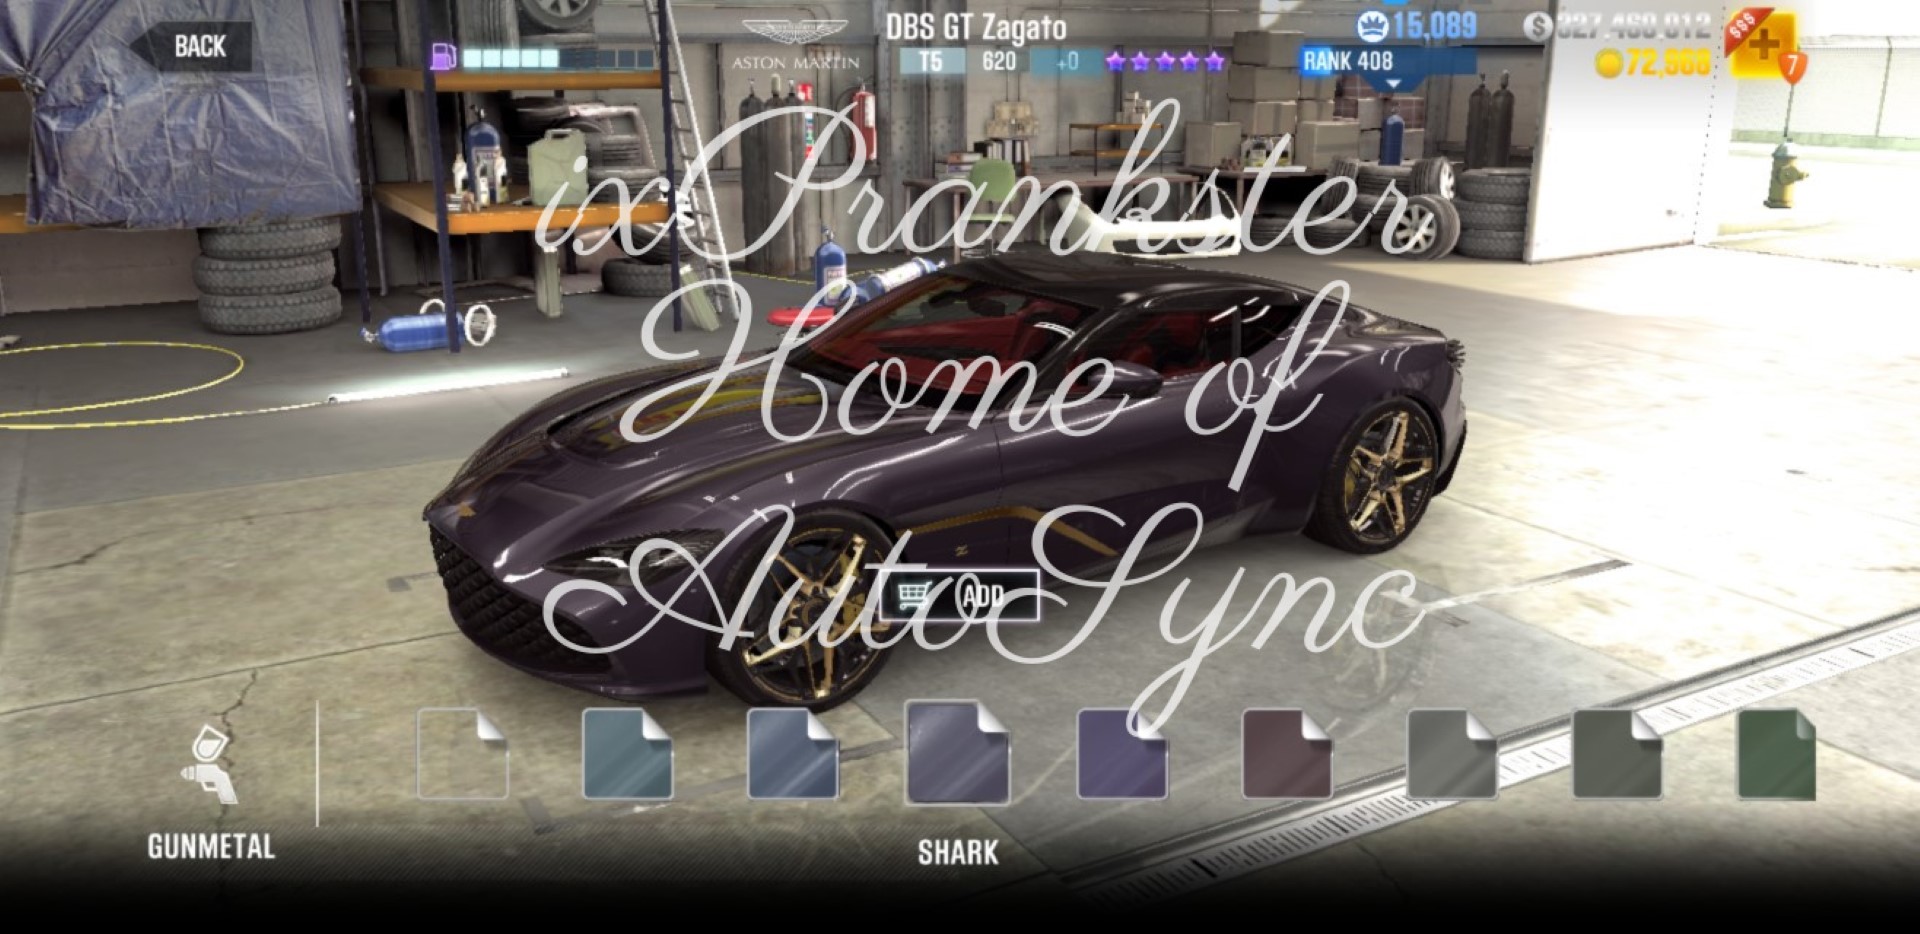 BACK
ASTON MARTIN
DBS GT Zagato
T5 620 +0
15,089
RANK 408
$$$
7
ixPrankster
Home of
AutoSync
ADD
GUNMETAL
SHARK